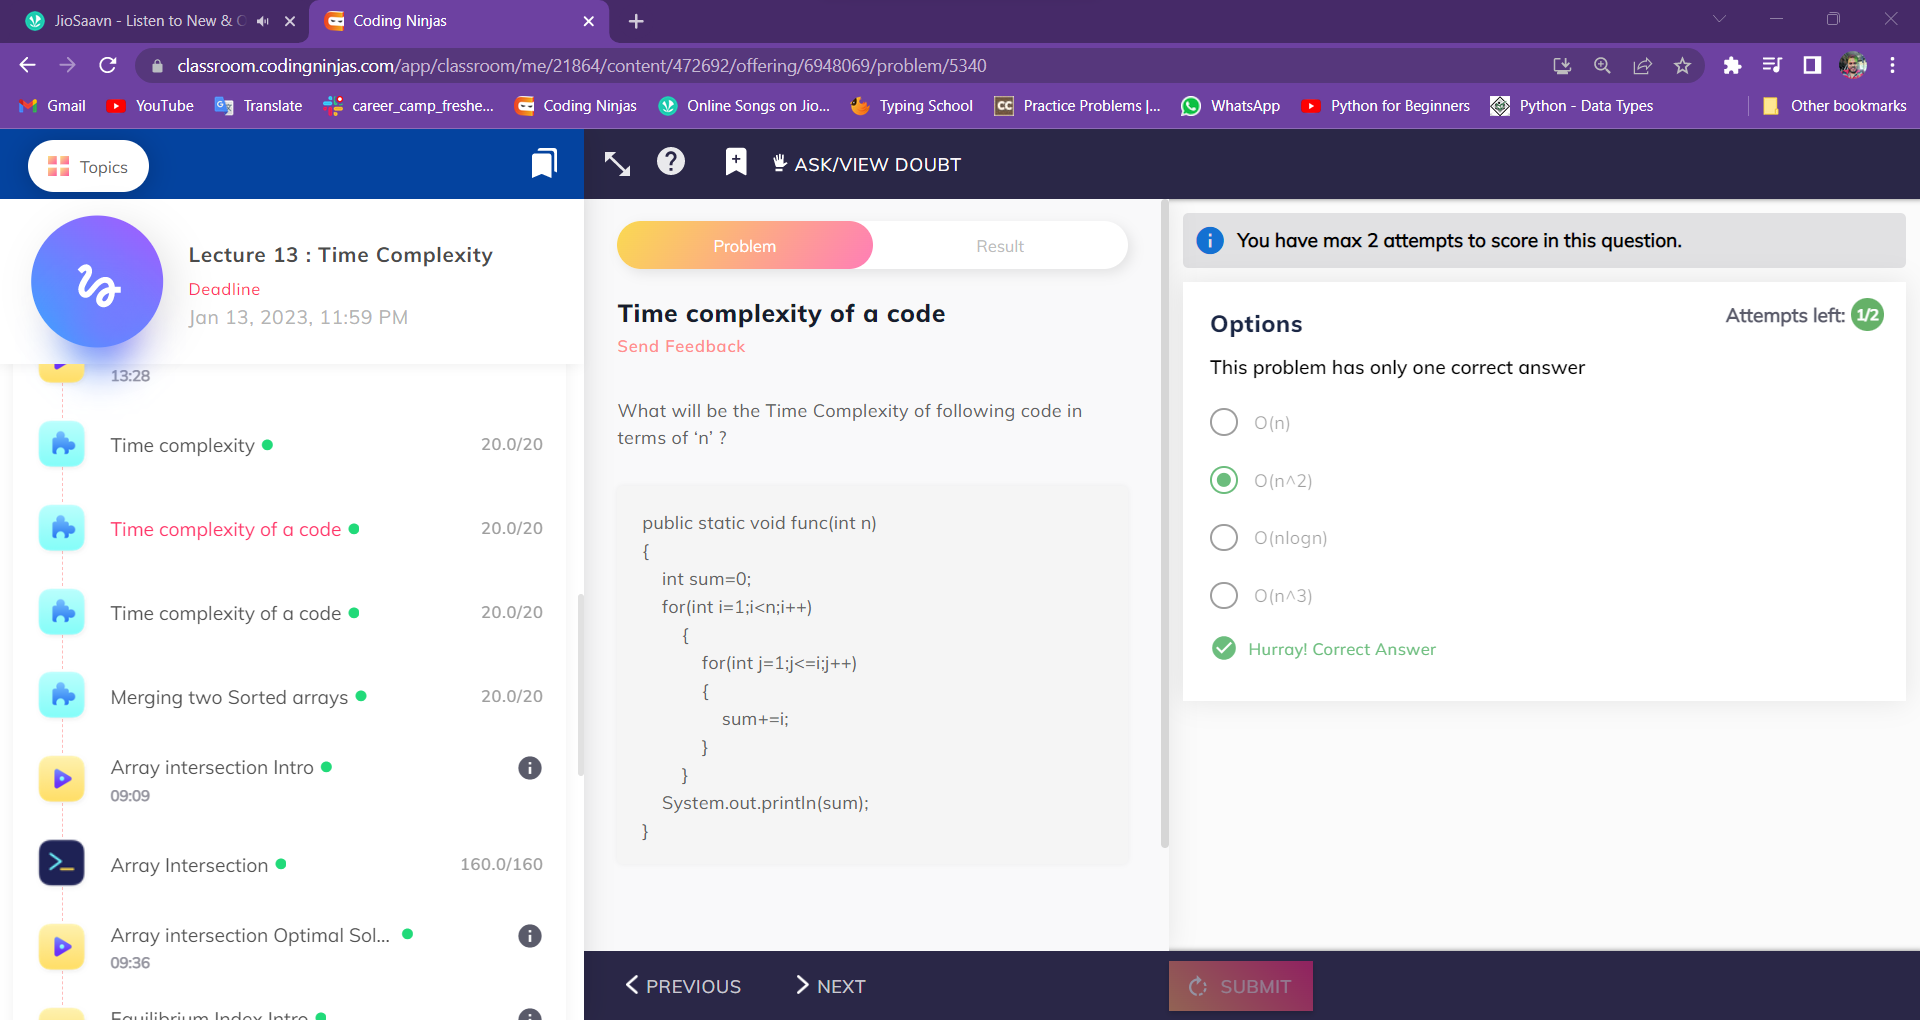 JioSaavn - Listen to New & O
Coding Ninjas
classroom.codingninjas.com/app/classroom/me/21864/content/472692/offering/6948069/problem/5340
Gmail
YouTube
Translate
career_camp_freshe...
Coding Ninjas
Online Songs on Jio...
Typing School
CC
Practice Problems |...
WhatsApp
Python for Beginners
Python - Data Types
Other bookmarks
Topics
ASK/VIEW DOUBT
Lecture 13 : Time Complexity
Deadline
Jan 13, 2023, 11:59 PM
13:28
Time complexity
20.0/20
Time complexity of a code
20.0/20
Time complexity of a code
20.0/20
Merging two Sorted arrays
20.0/20
Array intersection Intro
09:09
Array Intersection
160.0/160
Array intersection Optimal Sol...
09:36
Equilibrium Index Intro
Problem
Result
Time complexity of a code
Send Feedback
What will be the Time Complexity of following code in
terms of ‘n’ ?
public static void func(int n)
{
int sum=0;
for(int i=1;i<n;i++)
{
for(int j=1;j<=i;j++)
{
sum+=i;
}
}
System.out.println(sum);
}
PREVIOUS
NEXT
You have max 2 attempts to score in this question.
Options
Attempts left: 1/2
This problem has only one correct answer
O(n)
O(n^2)
O(nlogn)
O(n^3)
Hurray! Correct Answer
SUBMIT